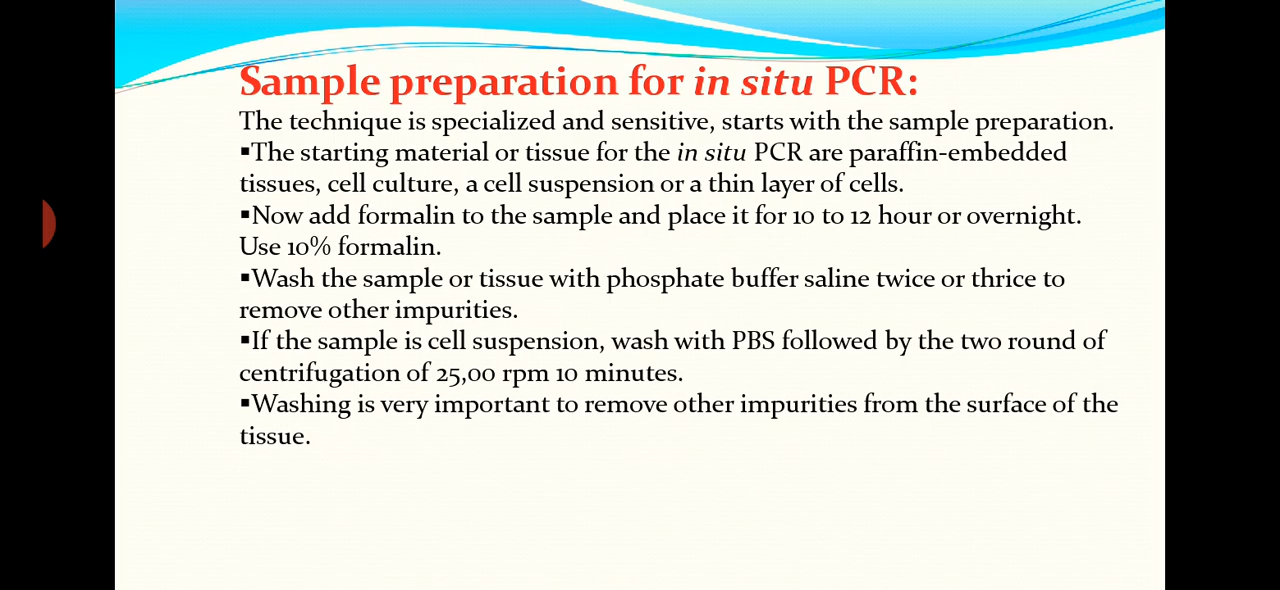 Sample preparation for in situ PCR:
The technique is specialized and sensitive, starts with the sample preparation.
▪The starting material or tissue for the in situ PCR are paraffin-embedded
tissues, cell culture, a cell suspension or a thin layer of cells.
▪Now add formalin to the sample and place it for 10 to 12 hour or overnight.
Use 10% formalin.
▪Wash the sample or tissue with phosphate buffer saline twice or thrice to
remove other impurities.
▪If the sample is cell suspension, wash with PBS followed by the two round of
centrifugation of 25,00 rpm 10 minutes.
▪Washing is very important to remove other impurities from the surface of the
tissue.